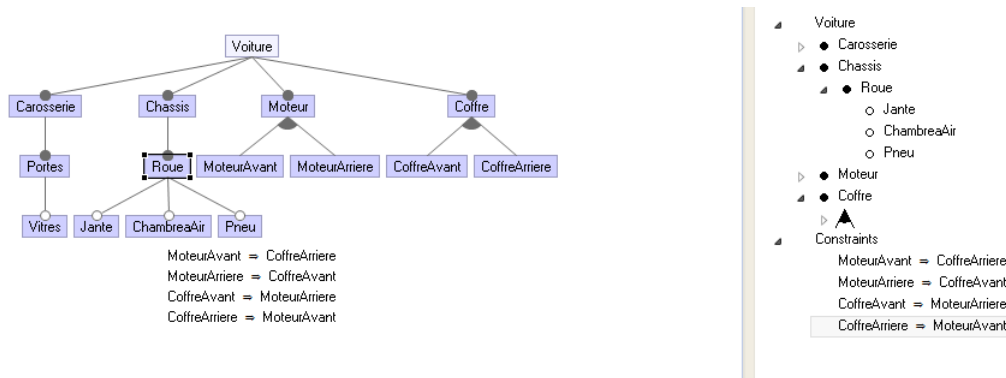 Voiture
Carosserie Chassis Moteur Coffre
Portes Roue MoteurAvant MoteurArriere CoffreAvant CoffreArriere
Vitres Jante ChambreaAir Pneu
MoteurAvant ⇒ CoffreArriere
MoteurArriere ⇒ CoffreAvant
CoffreAvant ⇒ MoteurArriere
CoffreArriere ⇒ MoteurAvant
Voiture
Carosserie
Chassis
Roue
Jante
ChambreaAir
Pneu
Moteur
Coffre
Constraints
MoteurAvant ⇒ CoffreArriere
MoteurArriere ⇒ CoffreAvant
CoffreAvant ⇒ MoteurArriere
CoffreArriere ⇒ MoteurAvant